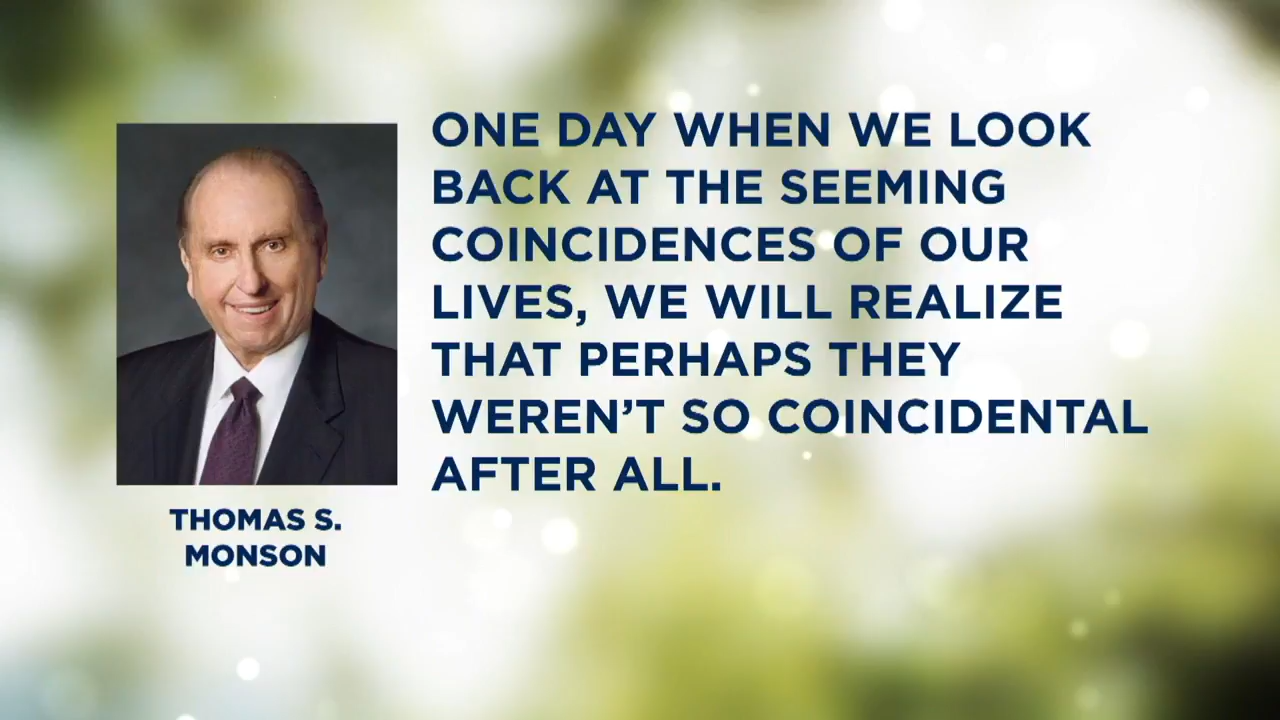 ONE DAY WHEN WE LOOK
BACK AT THE SEEMING
COINCIDENCES OF OUR
LIVES, WE WILL REALIZE
THAT PERHAPS THEY
WEREN’T SO COINCIDENTAL
AFTER ALL.
THOMAS S.
MONSON